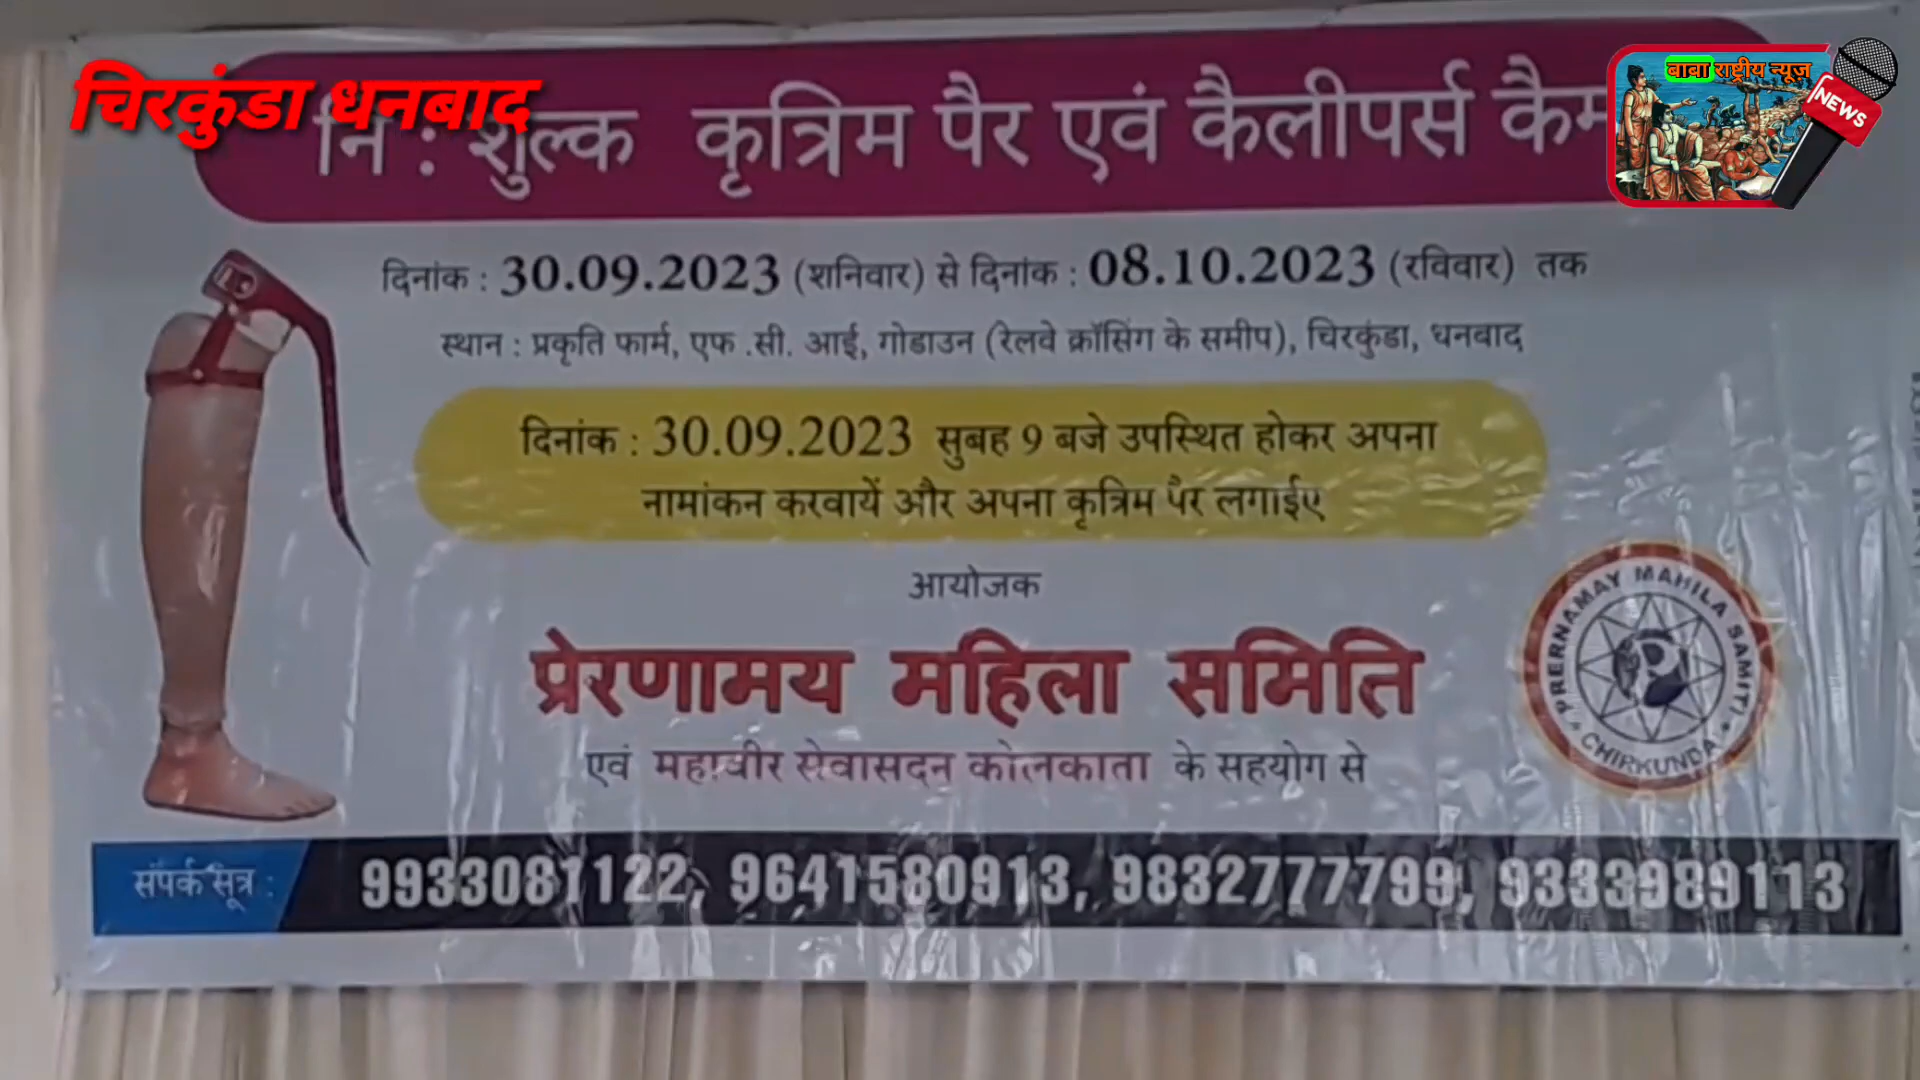 चिरकुंडा धनबाद
बाबा राष्ट्रीय न्यूज़
NEWS
नि : शुल्क कृत्रिम पैर एवं कैलीपर्स
दिनांक : 30.09.2023 (शनिवार) से दिनांक : 08.10.2023 (रविवार) तक
स्थान : प्रकृति फार्म, एफ .सी. आई, गोडाउन (रेलवे क्रॉसिंग के समीप), चिरकुंडा, धनबाद
दिनांक : 30.09.2023 सुबह 9 बजे उपस्थित होकर अपना
नामांकन करवायें और अपना कृत्रिम पैर लगाईए
आयोजक
प्रेरणामय महिला समिति
PRERNAMAY MAHILA SAMITI
CHIRKUNDA
एवं महावीर सेवासदन कोलकाता के सहयोग से
संपर्क सूत्र :
9933081122, 9641580913, 9832777799, 9333989113